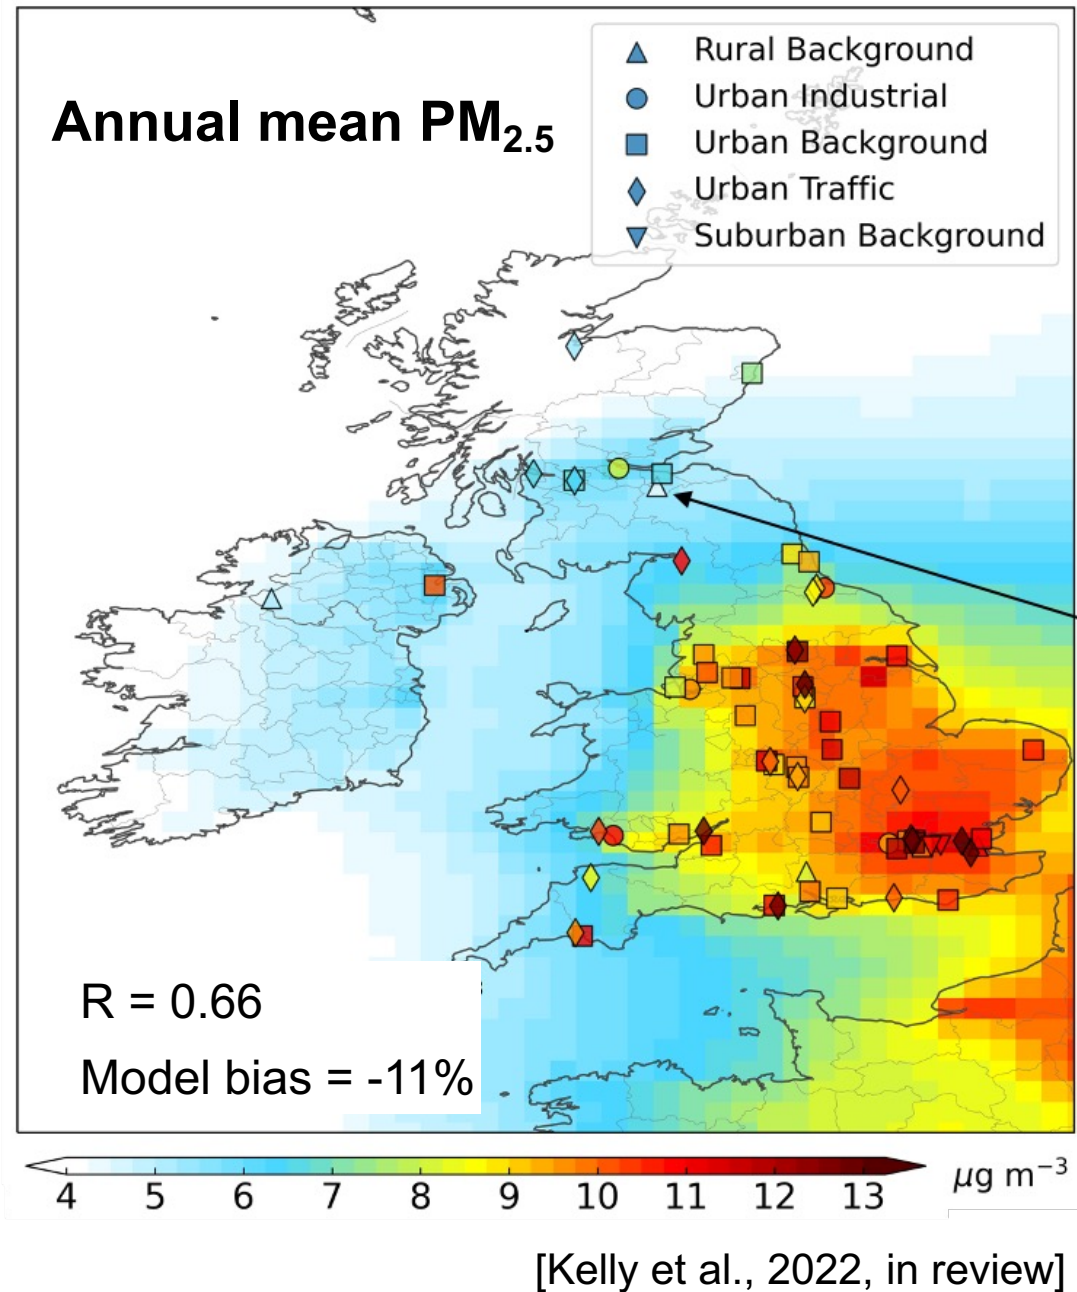 Annual mean PM2.5
Rural Background
Urban Industrial
Urban Background
Urban Traffic
Suburban Background
R = 0.66
Model bias = -11%
4 5 6 7 8 9 10 11 12 13
μg m−3
[Kelly et al., 2022, in review]